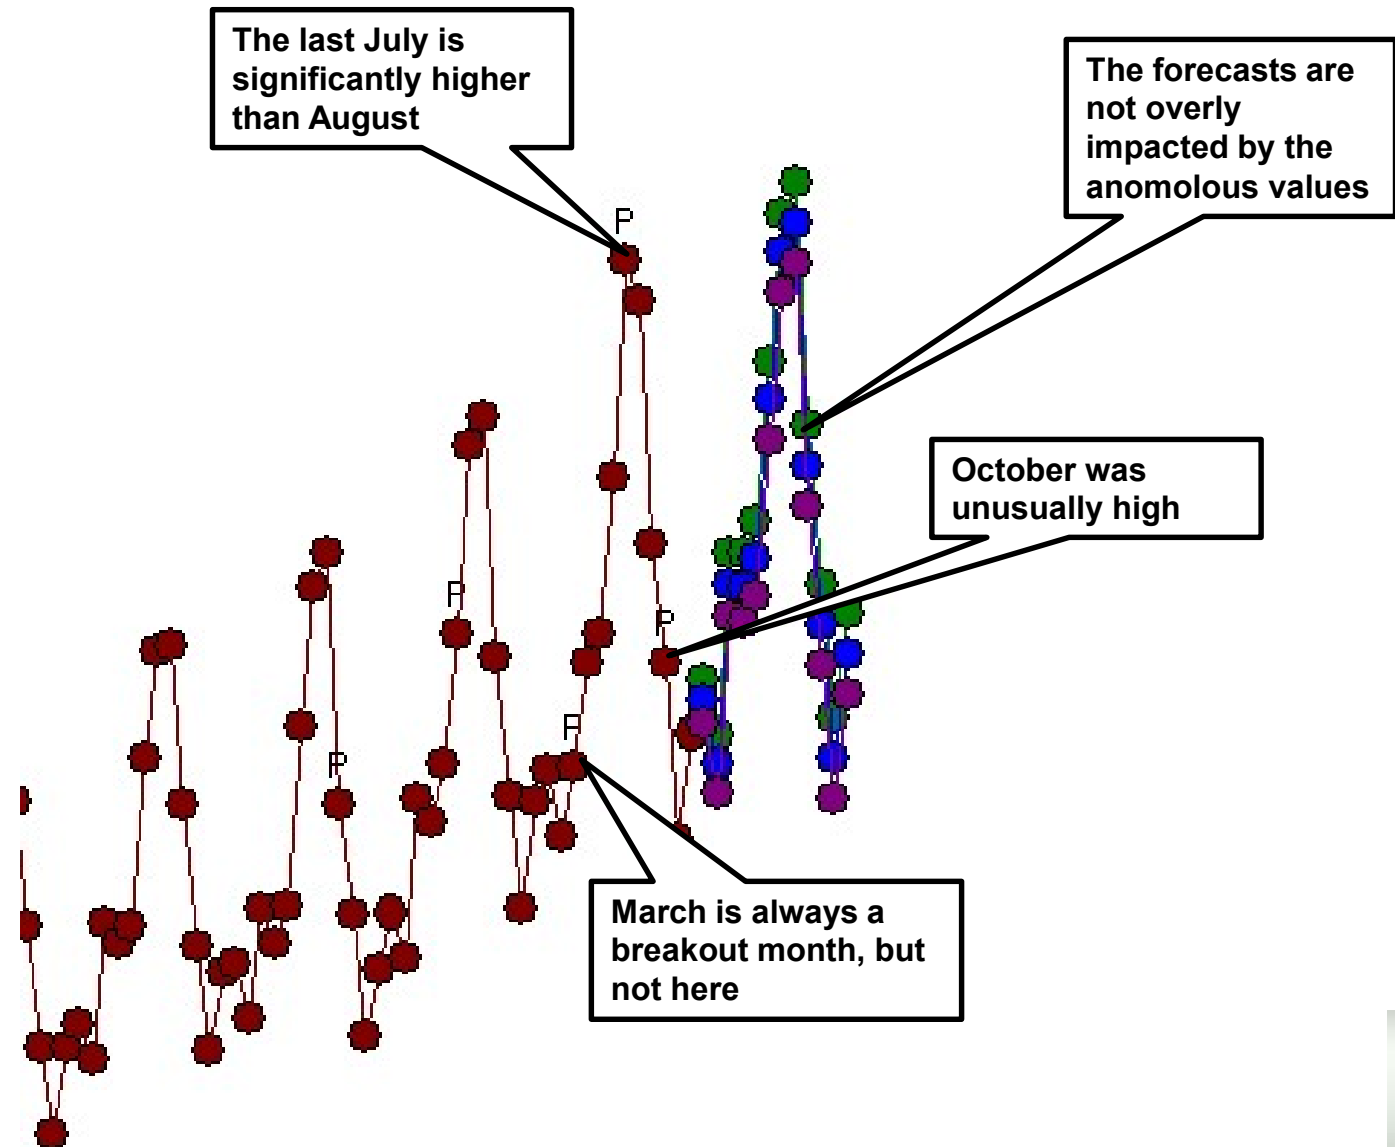 The last July is
significantly higher
than August
The forecasts are
not overly
impacted by the
anomolous values
P
October was
unusually high
P
P
P
P
March is always a
breakout month, but
not here